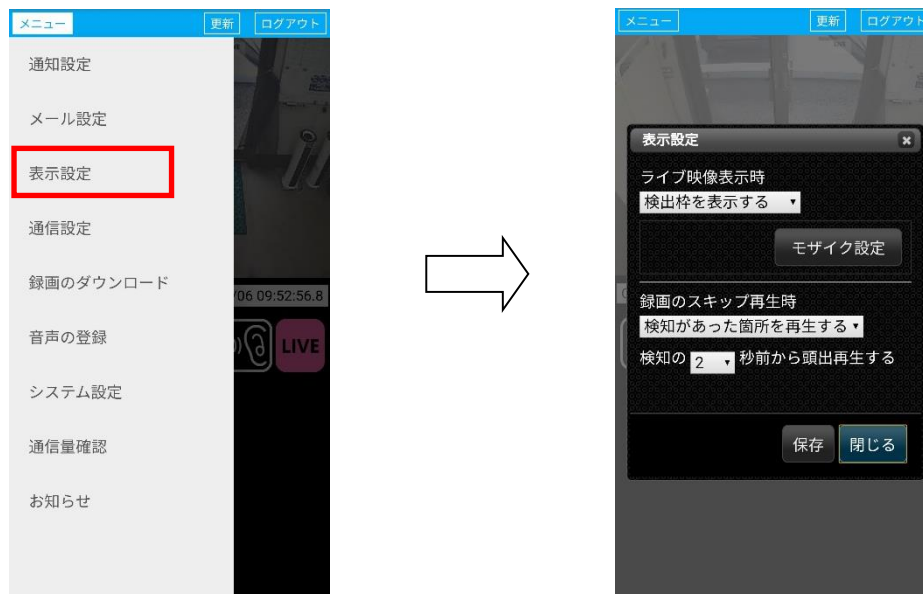 メニュー 更新 ログアウト
通知設定
メール設定
表示設定
通信設定
録画のダウンロード
音声の登録
システム設定
通信量確認
お知らせ
/06 09:52:56.8
LIVE
メニュー 更新 ログアウト
表示設定
ライブ映像表示時
検出枠を表示する
モザイク設定
録画のスキップ再生時
検知があった箇所を再生する
検知の 2 秒前から頭出再生する
保存 閉じる